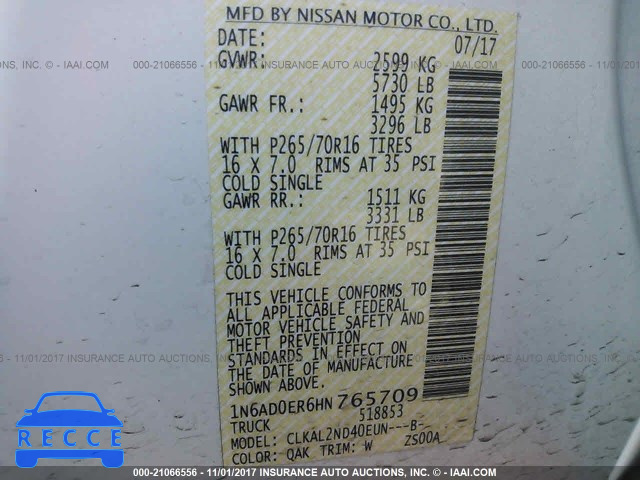 MFD BY NISSAN MOTOR CO., LTD.
DATE: 07/17
GVWR: 2599 KG
5730 LB
GAWR FR.: 1495 KG
3296 LB
WITH P265/70R16 TIRES
16 X 7.0 RIMS AT 35 PSI
COLD SINGLE
GAWR RR.: 1511 KG
3331 LB
WITH P265/70R16 TIRES
16 X 7.0 RIMS AT 35 PSI
COLD SINGLE
THIS VEHICLE CONFORMS TO
ALL APPLICABLE FEDERAL
MOTOR VEHICLE SAFETY AND
THEFT PREVENTION
STANDARDS IN EFFECT ON
THE DATE OF MANUFACTURE
SHOWN ABOVE.
1N6AD0ER6HN765709
TRUCK 518853
MODEL: CLKAL2ND40EUN---B-
COLOR: QAK TRIM: W ZS00A
000-21066556 - 11/01/2017 INSURANCE AUTO AUCTIONS, INC. - IAAI.COM